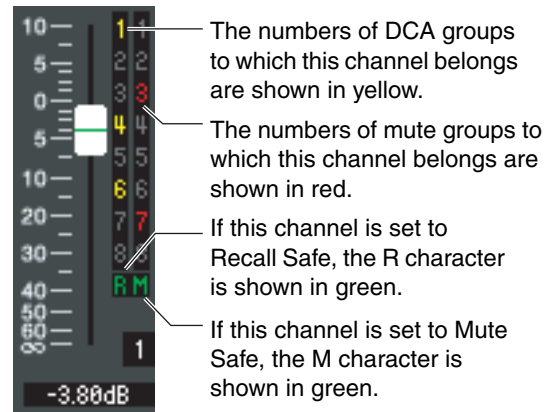 10
5
0
5
10
20
30
40
50
60
∞
1 1
2 2
3 3
4 4
5 5
6 6
7 7
8 8
R M
1
-3.80dB
The numbers of DCA groups
to which this channel belongs
are shown in yellow.
The numbers of mute groups to
which this channel belongs are
shown in red.
If this channel is set to
Recall Safe, the R character
is shown in green.
If this channel is set to Mute
Safe, the M character is
shown in green.